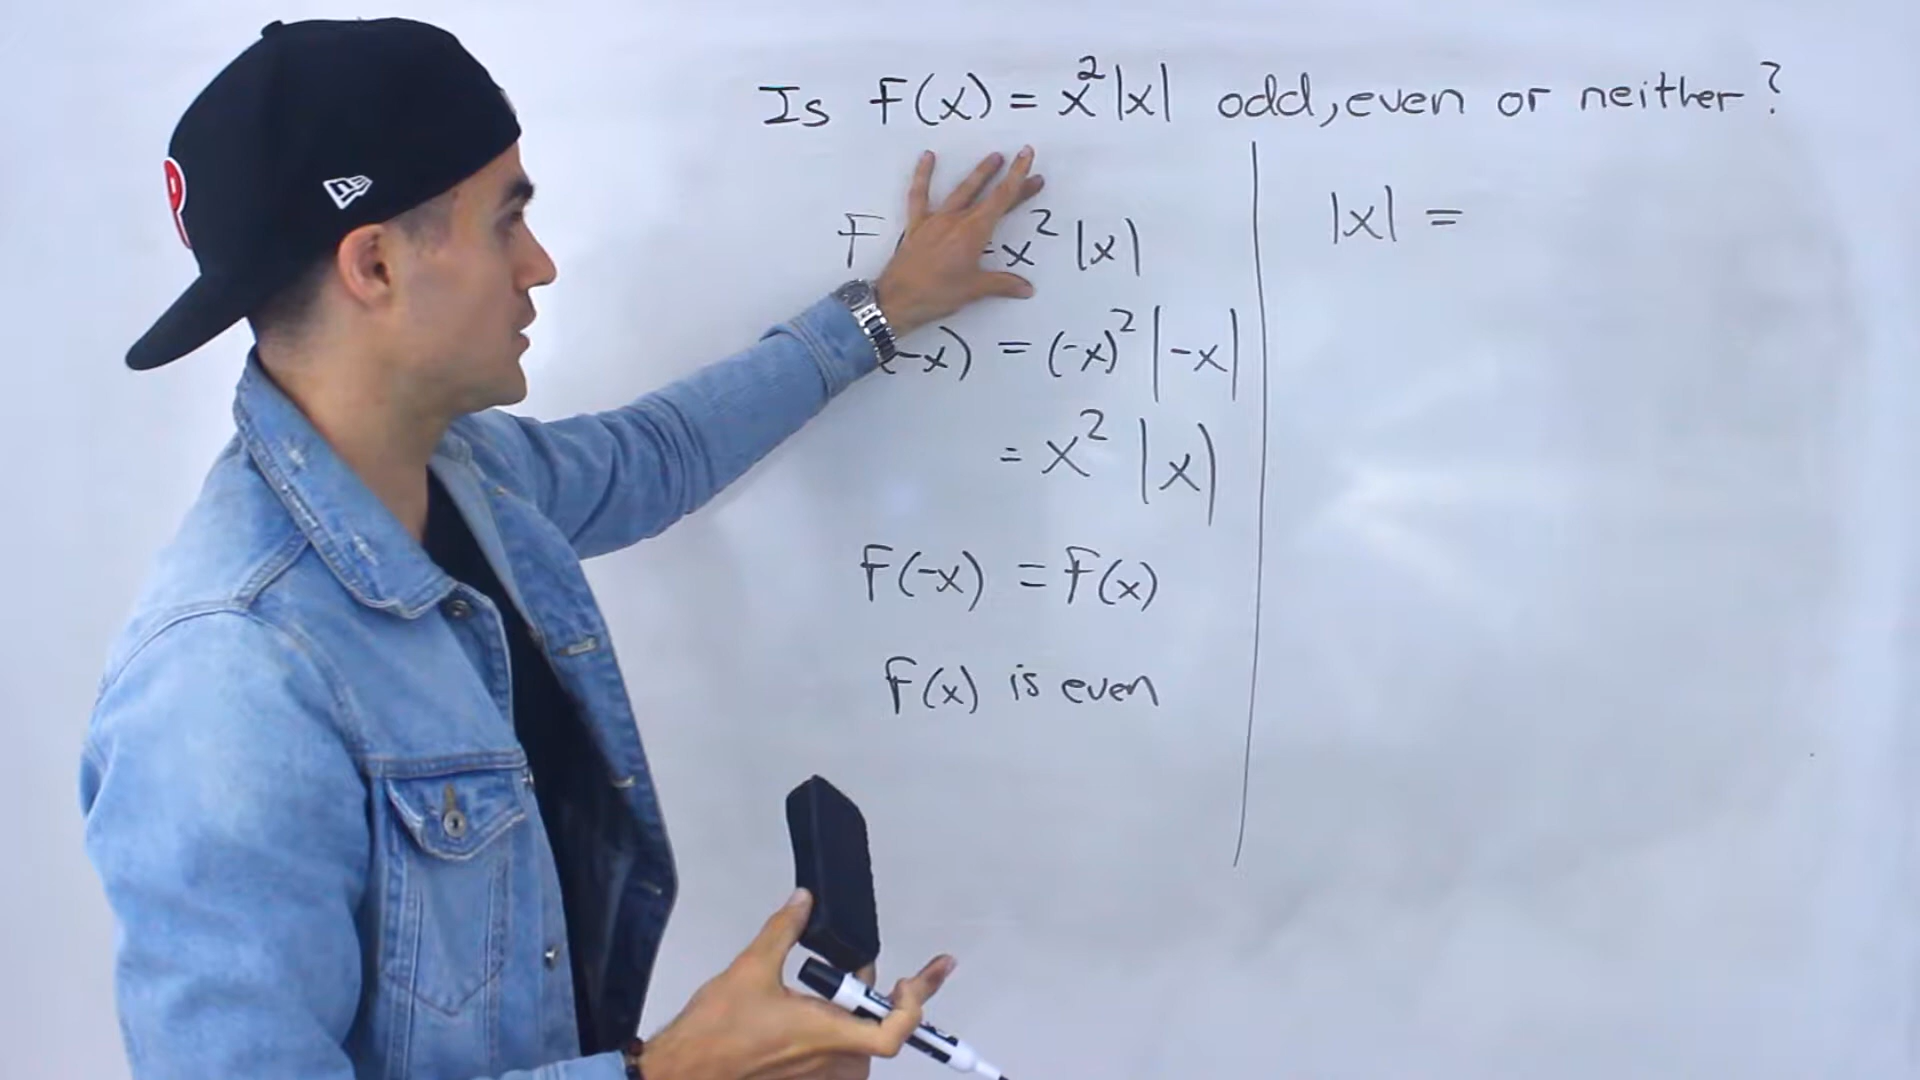 Is F(x) = x²|x| odd, even or neither?
F( = x² |x|
(-x) = (-x)² |-x|
= x² |x|
F(-x) = F(x)
F(x) is even
|x| =
P